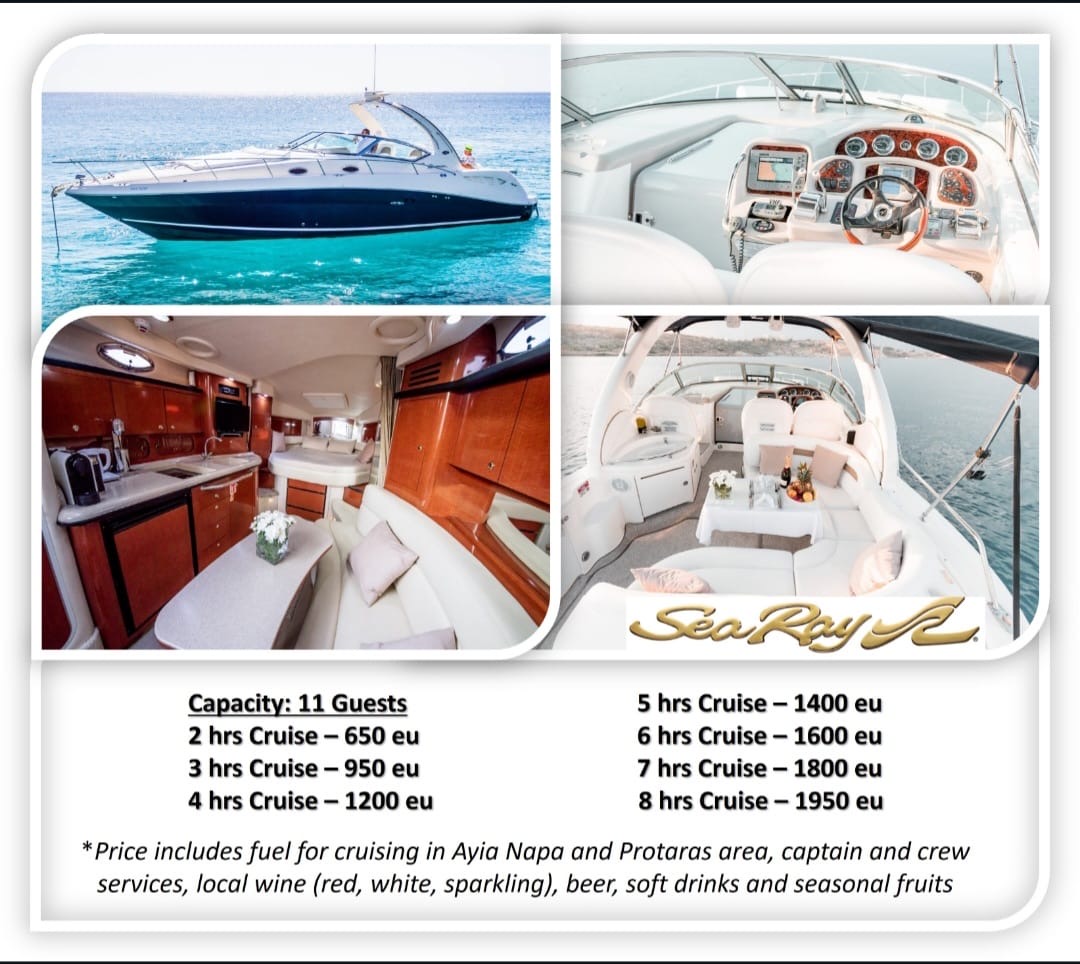 Sea Ray
Capacity: 11 Guests
2 hrs Cruise – 650 eu
3 hrs Cruise – 950 eu
4 hrs Cruise – 1200 eu
5 hrs Cruise – 1400 eu
6 hrs Cruise – 1600 eu
7 hrs Cruise – 1800 eu
8 hrs Cruise – 1950 eu
*Price includes fuel for cruising in Ayia Napa and Protaras area, captain and crew
services, local wine (red, white, sparkling), beer, soft drinks and seasonal fruits